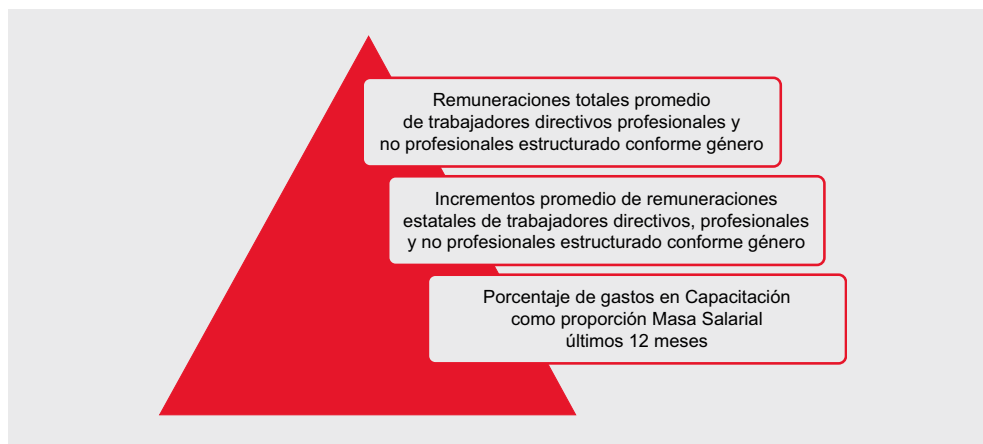 Remuneraciones totales promedio
de trabajadores directivos profesionales y
no profesionales estructurado conforme género
Incrementos promedio de remuneraciones
estatales de trabajadores directivos, profesionales
y no profesionales estructurado conforme género
Porcentaje de gastos en Capacitación
como proporción Masa Salarial
últimos 12 meses